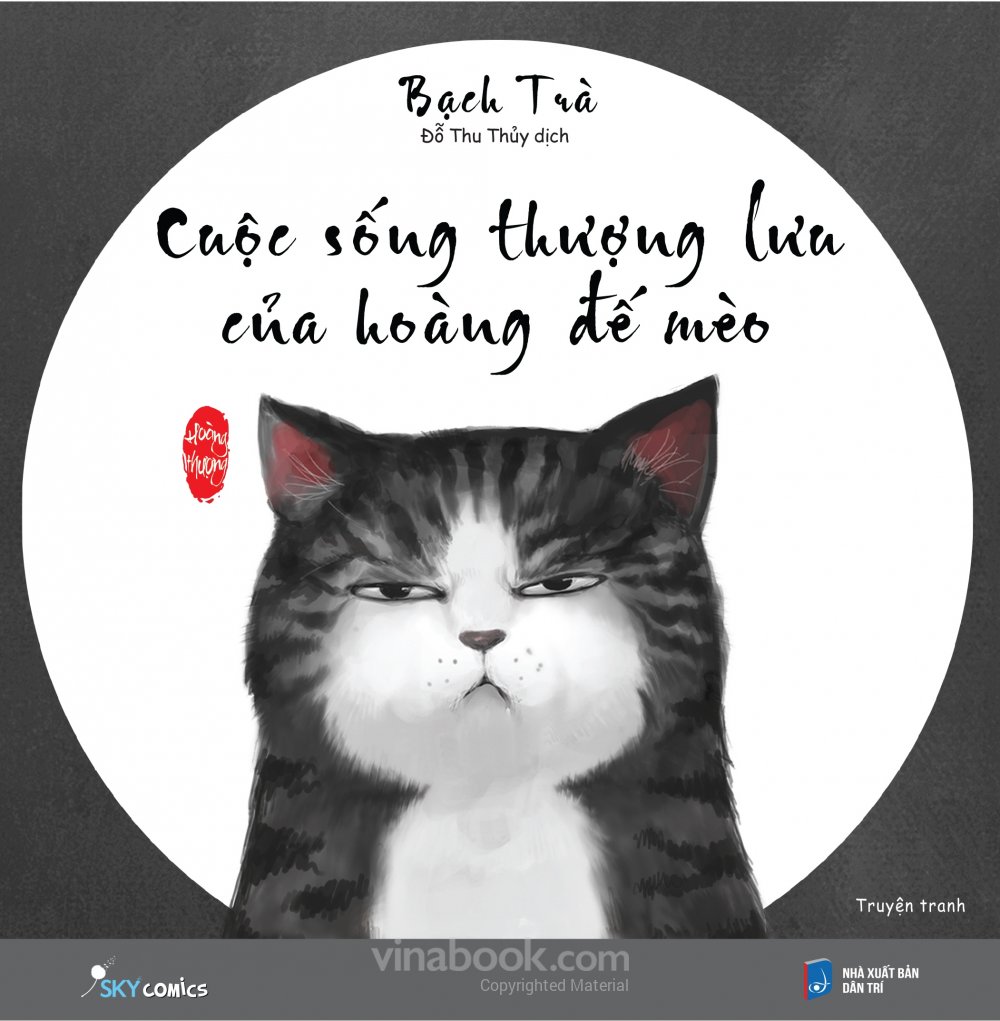 Bạch Trà
Đỗ Thu Thủy dịch
Cuộc sống thượng lưu
của hoàng đế mèo
Hoàng
thượng
Truyện tranh
vinabook.com
Copyrighted Material
SKY COMICS
NHÀ XUẤT BẢN
DÂN TRÍ